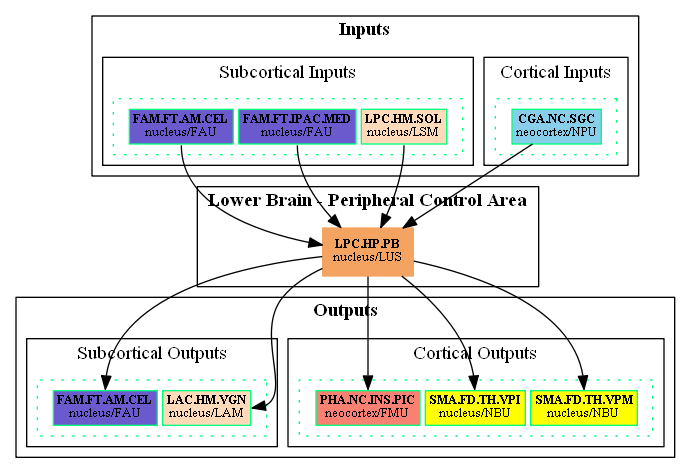 Inputs
Subcortical Inputs
Cortical Inputs
FAM.FT.AM.CEL
nucleus/FAU
FAM.FT.IPAC.MED
nucleus/FAU
LPC.HM.SOL
nucleus/LSM
CGA.NC.SGC
neocortex/NPU
Lower Brain - Peripheral Control Area
LPC.HP.PB
nucleus/LUS
Outputs
Subcortical Outputs
Cortical Outputs
FAM.FT.AM.CEL
nucleus/FAU
LAC.HM.VGN
nucleus/LAM
PHA.NC.INS.PIC
neocortex/FMU
SMA.FD.TH.VPI
nucleus/NBU
SMA.FD.TH.VPM
nucleus/NBU